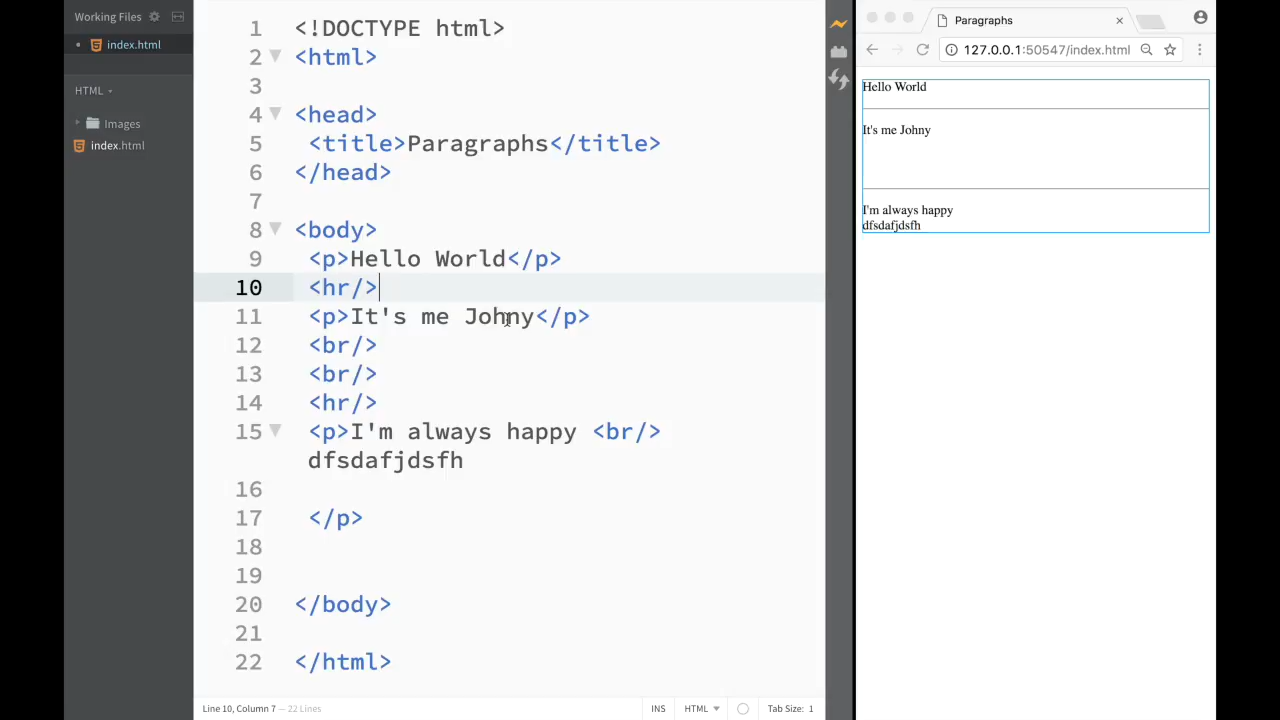 Working Files
index.html
HTML
Images
index.html
1 <!DOCTYPE html>
2 <html>
3
4 <head>
5 <title>Paragraphs</title>
6 </head>
7
8 <body>
9 <p>Hello World</p>
10 <hr/>
11 <p>It's me Johny</p>
12 <br/>
13 <br/>
14 <hr/>
15 <p>I'm always happy <br/>
dfsdafjdsfh
16
17 </p>
18
19
20 </body>
21
22 </html>
Line 10, Column 7 — 22 Lines
INS HTML Tab Size: 1
Paragraphs
127.0.0.1:50547/index.html
Hello World
It's me Johny
I'm always happy
dfsdafjdsfh